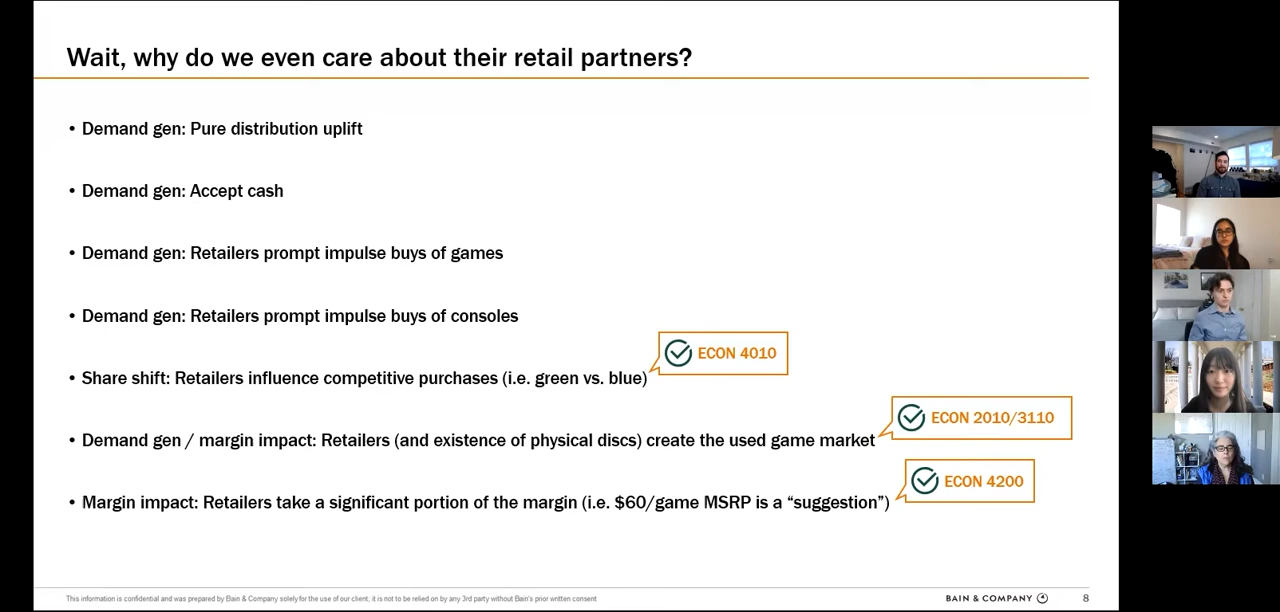 Wait, why do we even care about their retail partners?
• Demand gen: Pure distribution uplift
• Demand gen: Accept cash
• Demand gen: Retailers prompt impulse buys of games
• Demand gen: Retailers prompt impulse buys of consoles
ECON 4010
• Share shift: Retailers influence competitive purchases (i.e. green vs. blue)
ECON 2010/3110
• Demand gen / margin impact: Retailers (and existence of physical discs) create the used game market
ECON 4200
• Margin impact: Retailers take a significant portion of the margin (i.e. $60/game MSRP is a “suggestion”)
This information is confidential and was prepared by Bain & Company solely for the use of our client; it is not to be relied on by any 3rd party without Bain's prior written consent
BAIN & COMPANY
8